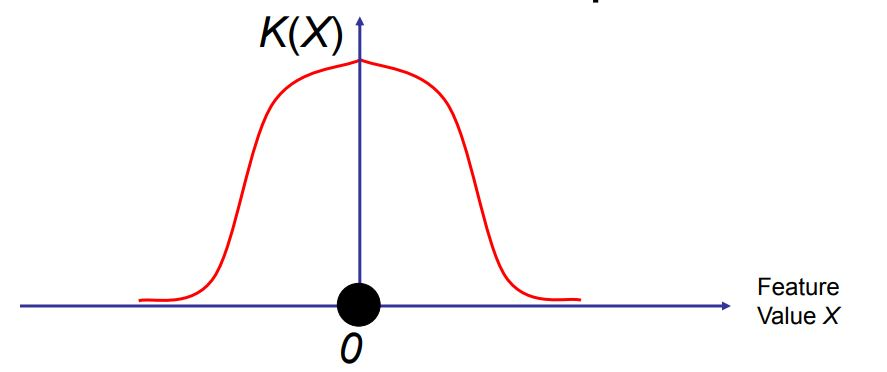 K(X)
Feature
Value X
0